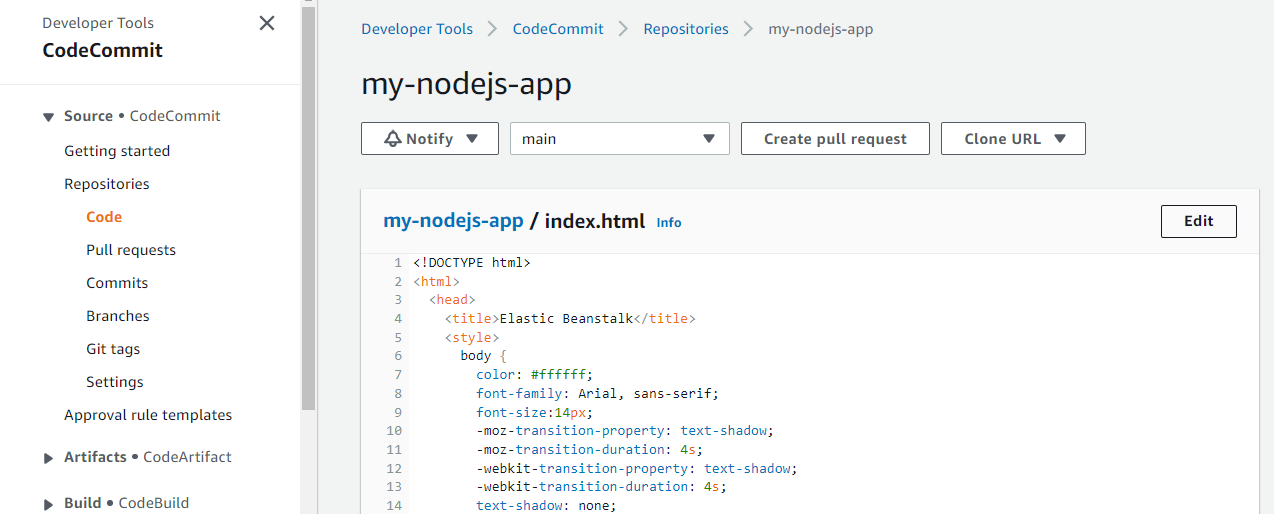 Developer Tools
CodeCommit
Source • CodeCommit
Getting started
Repositories
Code
Pull requests
Commits
Branches
Git tags
Settings
Approval rule templates
Artifacts • CodeArtifact
Build • CodeBuild
Developer Tools > CodeCommit > Repositories > my-nodejs-app
my-nodejs-app
Notify main Create pull request Clone URL
my-nodejs-app / index.html Info Edit
1 <!DOCTYPE html>
2 <html>
3 <head>
4 <title>Elastic Beanstalk</title>
5 <style>
6 body {
7 color: #ffffff;
8 font-family: Arial, sans-serif;
9 font-size:14px;
10 -moz-transition-property: text-shadow;
11 -moz-transition-duration: 4s;
12 -webkit-transition-property: text-shadow;
13 -webkit-transition-duration: 4s;
14 text-shadow: none;